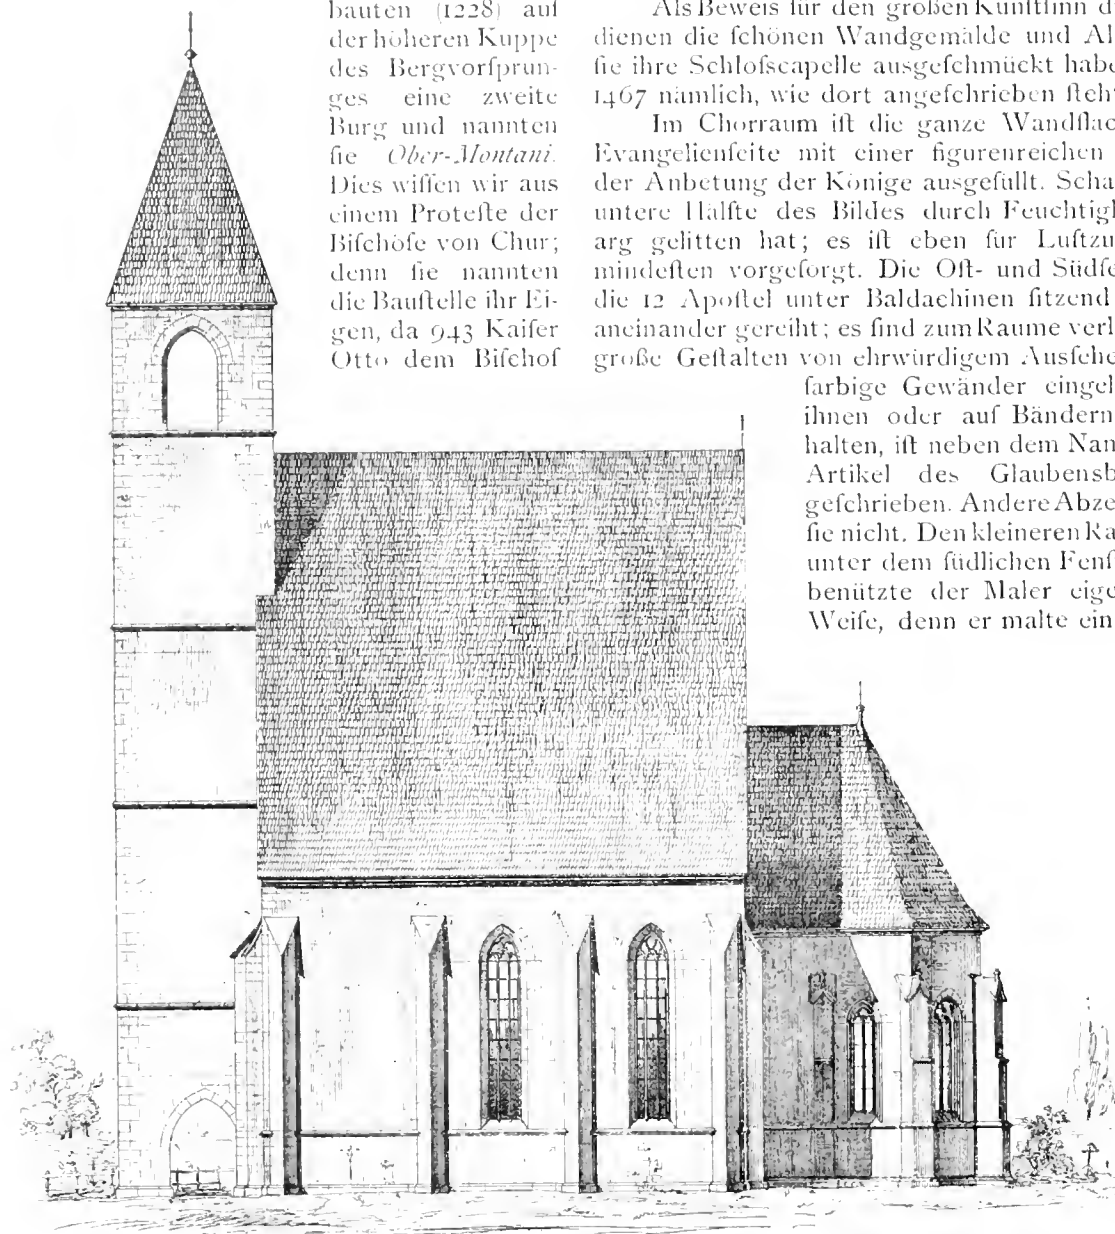 bauten (1228) auf
der höheren Kuppe
des Bergvorſprun-
ges eine zweite
Burg und nannten
ſie Ober-Montani.
Dies wiſſen wir aus
einem Proteſte der
Biſchöfe von Chur;
denn ſie nannten
die Bauſtelle ihr Ei-
gen, da 943 Kaiſer
Otto dem Biſchof
Als Beweis für den großen Kunſtſinn d
dienen die ſchönen Wandgemälde und Al
ſie ihre Schloſscapelle ausgeſchmückt habe
1467 nämlich, wie dort angeſchrieben ſteh
Im Chorraum iſt die ganze Wandfläc
Evangelienſeite mit einer figurenreichen
der Anbetung der Könige ausgefüllt. Scha
untere Hälfte des Bildes durch Feuchtigk
arg gelitten hat; es iſt eben für Luftzu
mindeſten vorgeſorgt. Die Oſt- und Südſe
die 12 Apoſtel unter Baldachinen ſitzend
aneinander gereiht; es ſind zum Raume verh
große Geſtalten von ehrwürdigem Ausſehe
farbige Gewänder eingel
ihnen oder auf Bändern
halten, iſt neben dem Nam
Artikel des Glaubensb
geſchrieben. Andere Abze
ſie nicht. Den kleineren Ra
unter dem ſüdlichen Fenſ
benützte der Maler eige
Weiſe, denn er malte ein